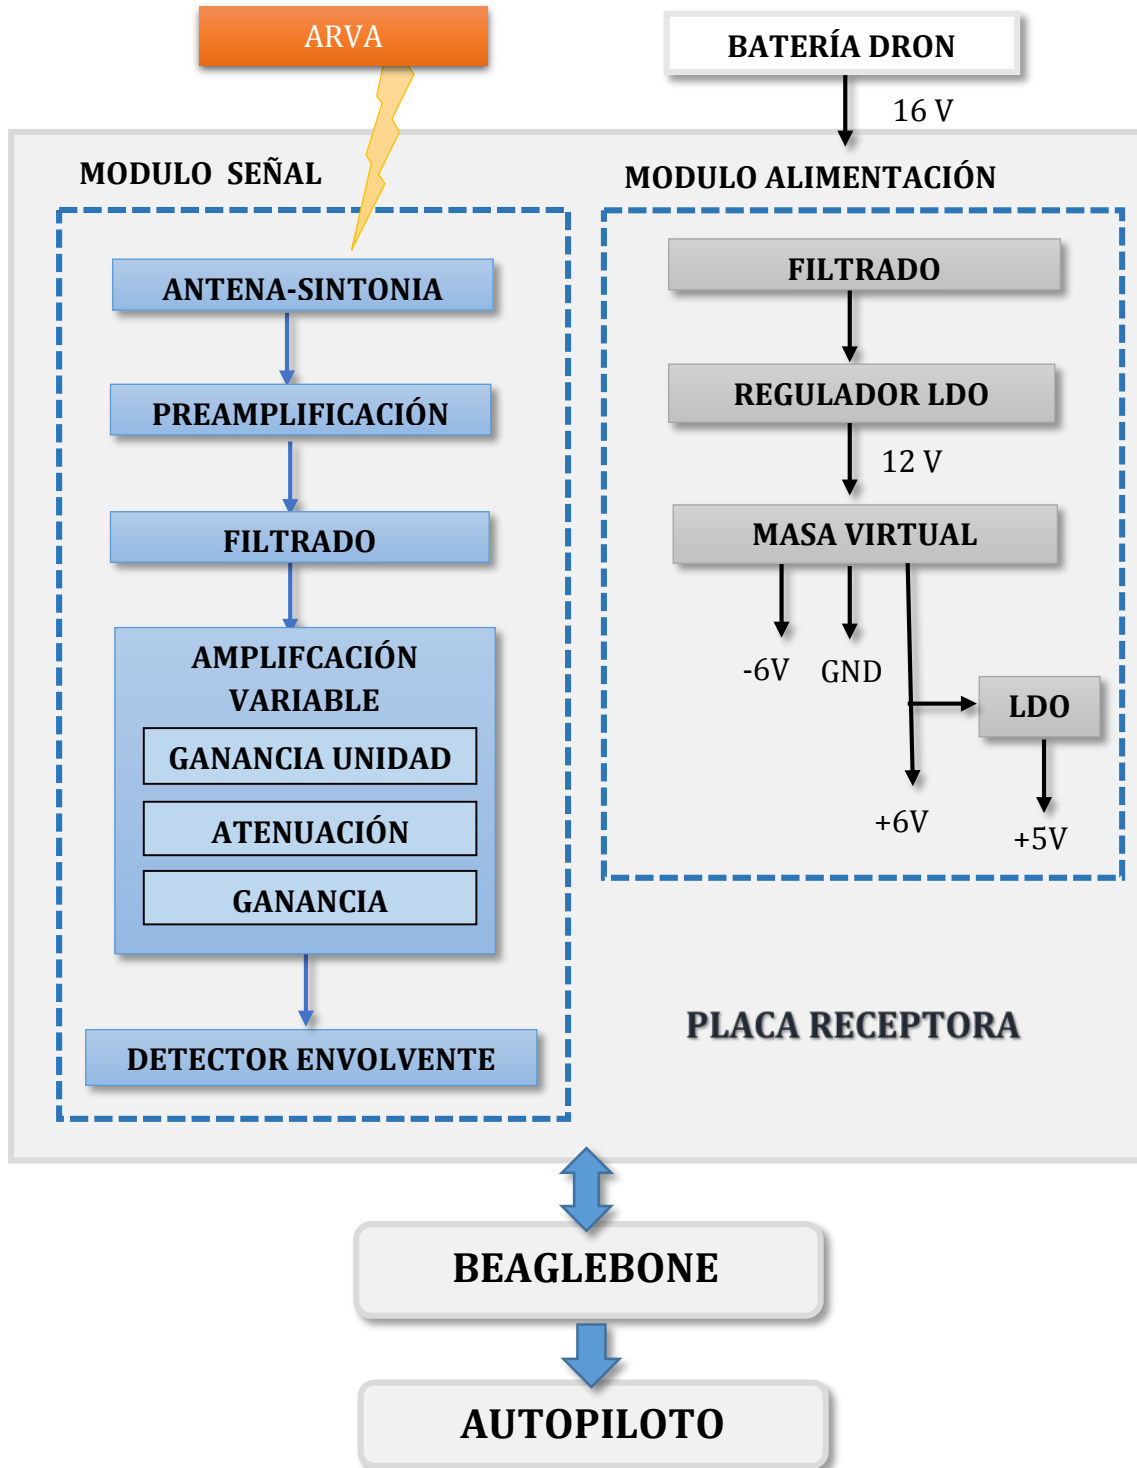 ARVA
BATERÍA DRON
16 V
MODULO SEÑAL
MODULO ALIMENTACIÓN
ANTENA-SINTONIA
PREAMPLIFICACIÓN
FILTRADO
AMPLIFCACIÓN
VARIABLE
GANANCIA UNIDAD
ATENUACIÓN
GANANCIA
DETECTOR ENVOLVENTE
FILTRADO
REGULADOR LDO
12 V
MASA VIRTUAL
-6V
GND
LDO
+6V
+5V
PLACA RECEPTORA
BEAGLEBONE
AUTOPILOTO